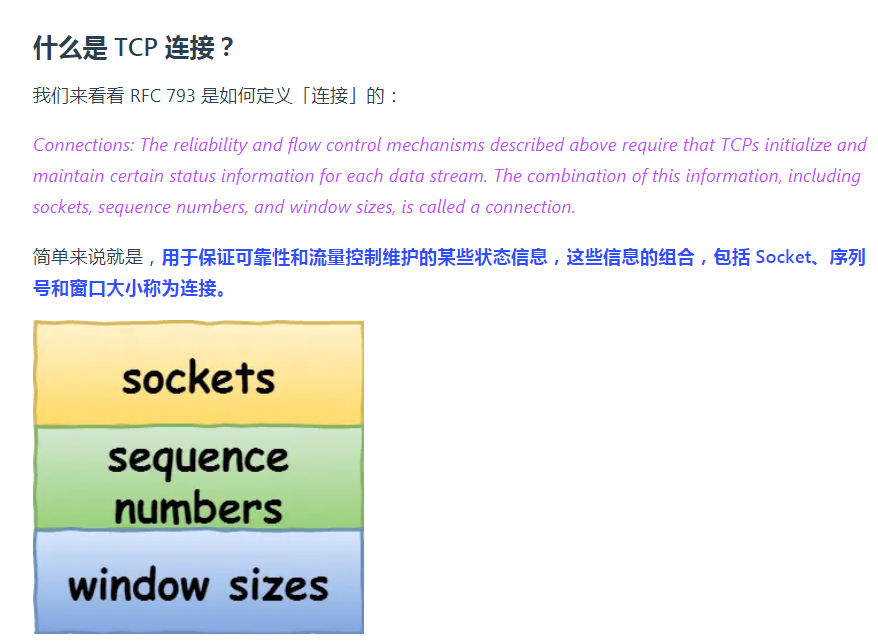 什么是 TCP 连接？
我们来看看 RFC 793 是如何定义「连接」的：
Connections: The reliability and flow control mechanisms described above require that TCPs initialize and
maintain certain status information for each data stream. The combination of this information, including
sockets, sequence numbers, and window sizes, is called a connection.
简单来说就是，用于保证可靠性和流量控制维护的某些状态信息，这些信息的组合，包括 Socket、序列
号和窗口大小称为连接。
sockets
sequence
numbers
window sizes